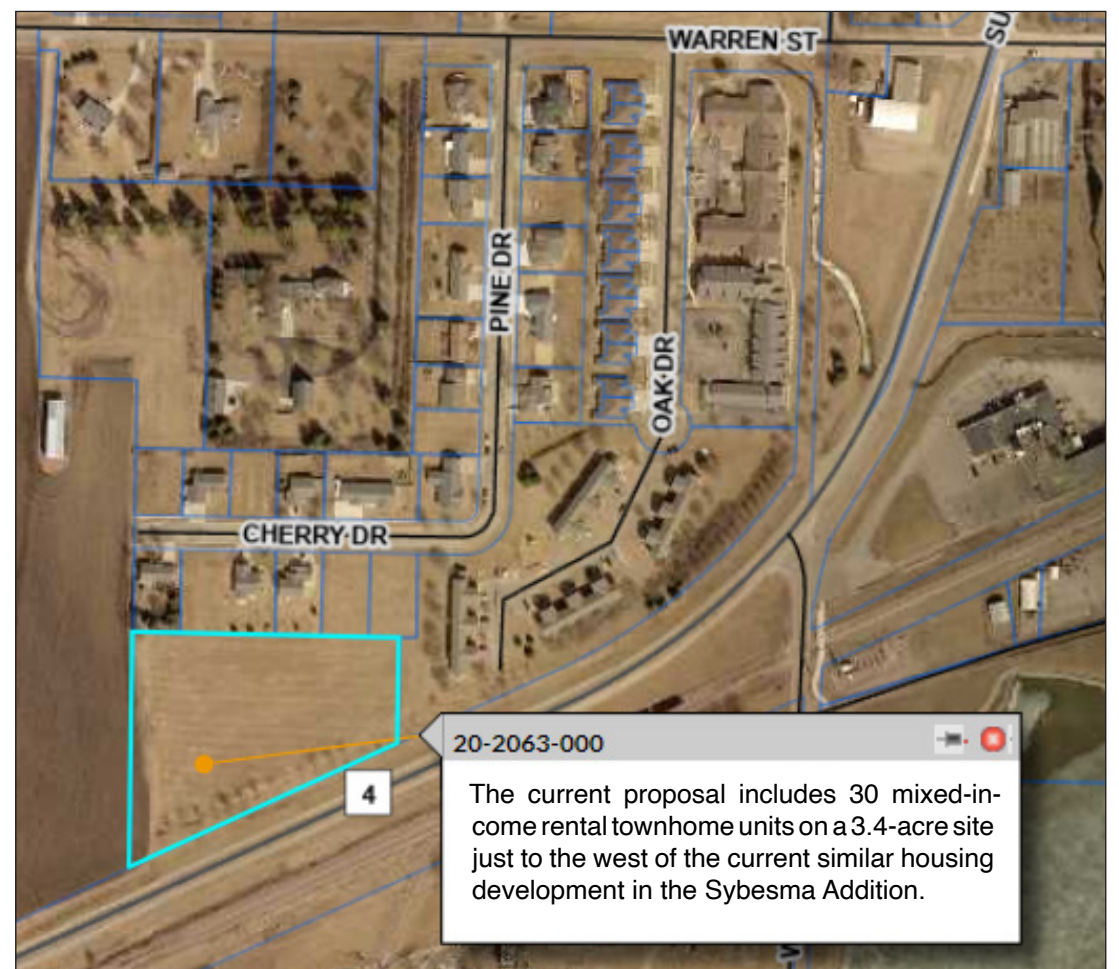 WARREN ST
SU
PINE DR
OAK DR
CHERRY DR
4
20-2063-000
The current proposal includes 30 mixed-in-
come rental townhome units on a 3.4-acre site
just to the west of the current similar housing
development in the Sybesma Addition.